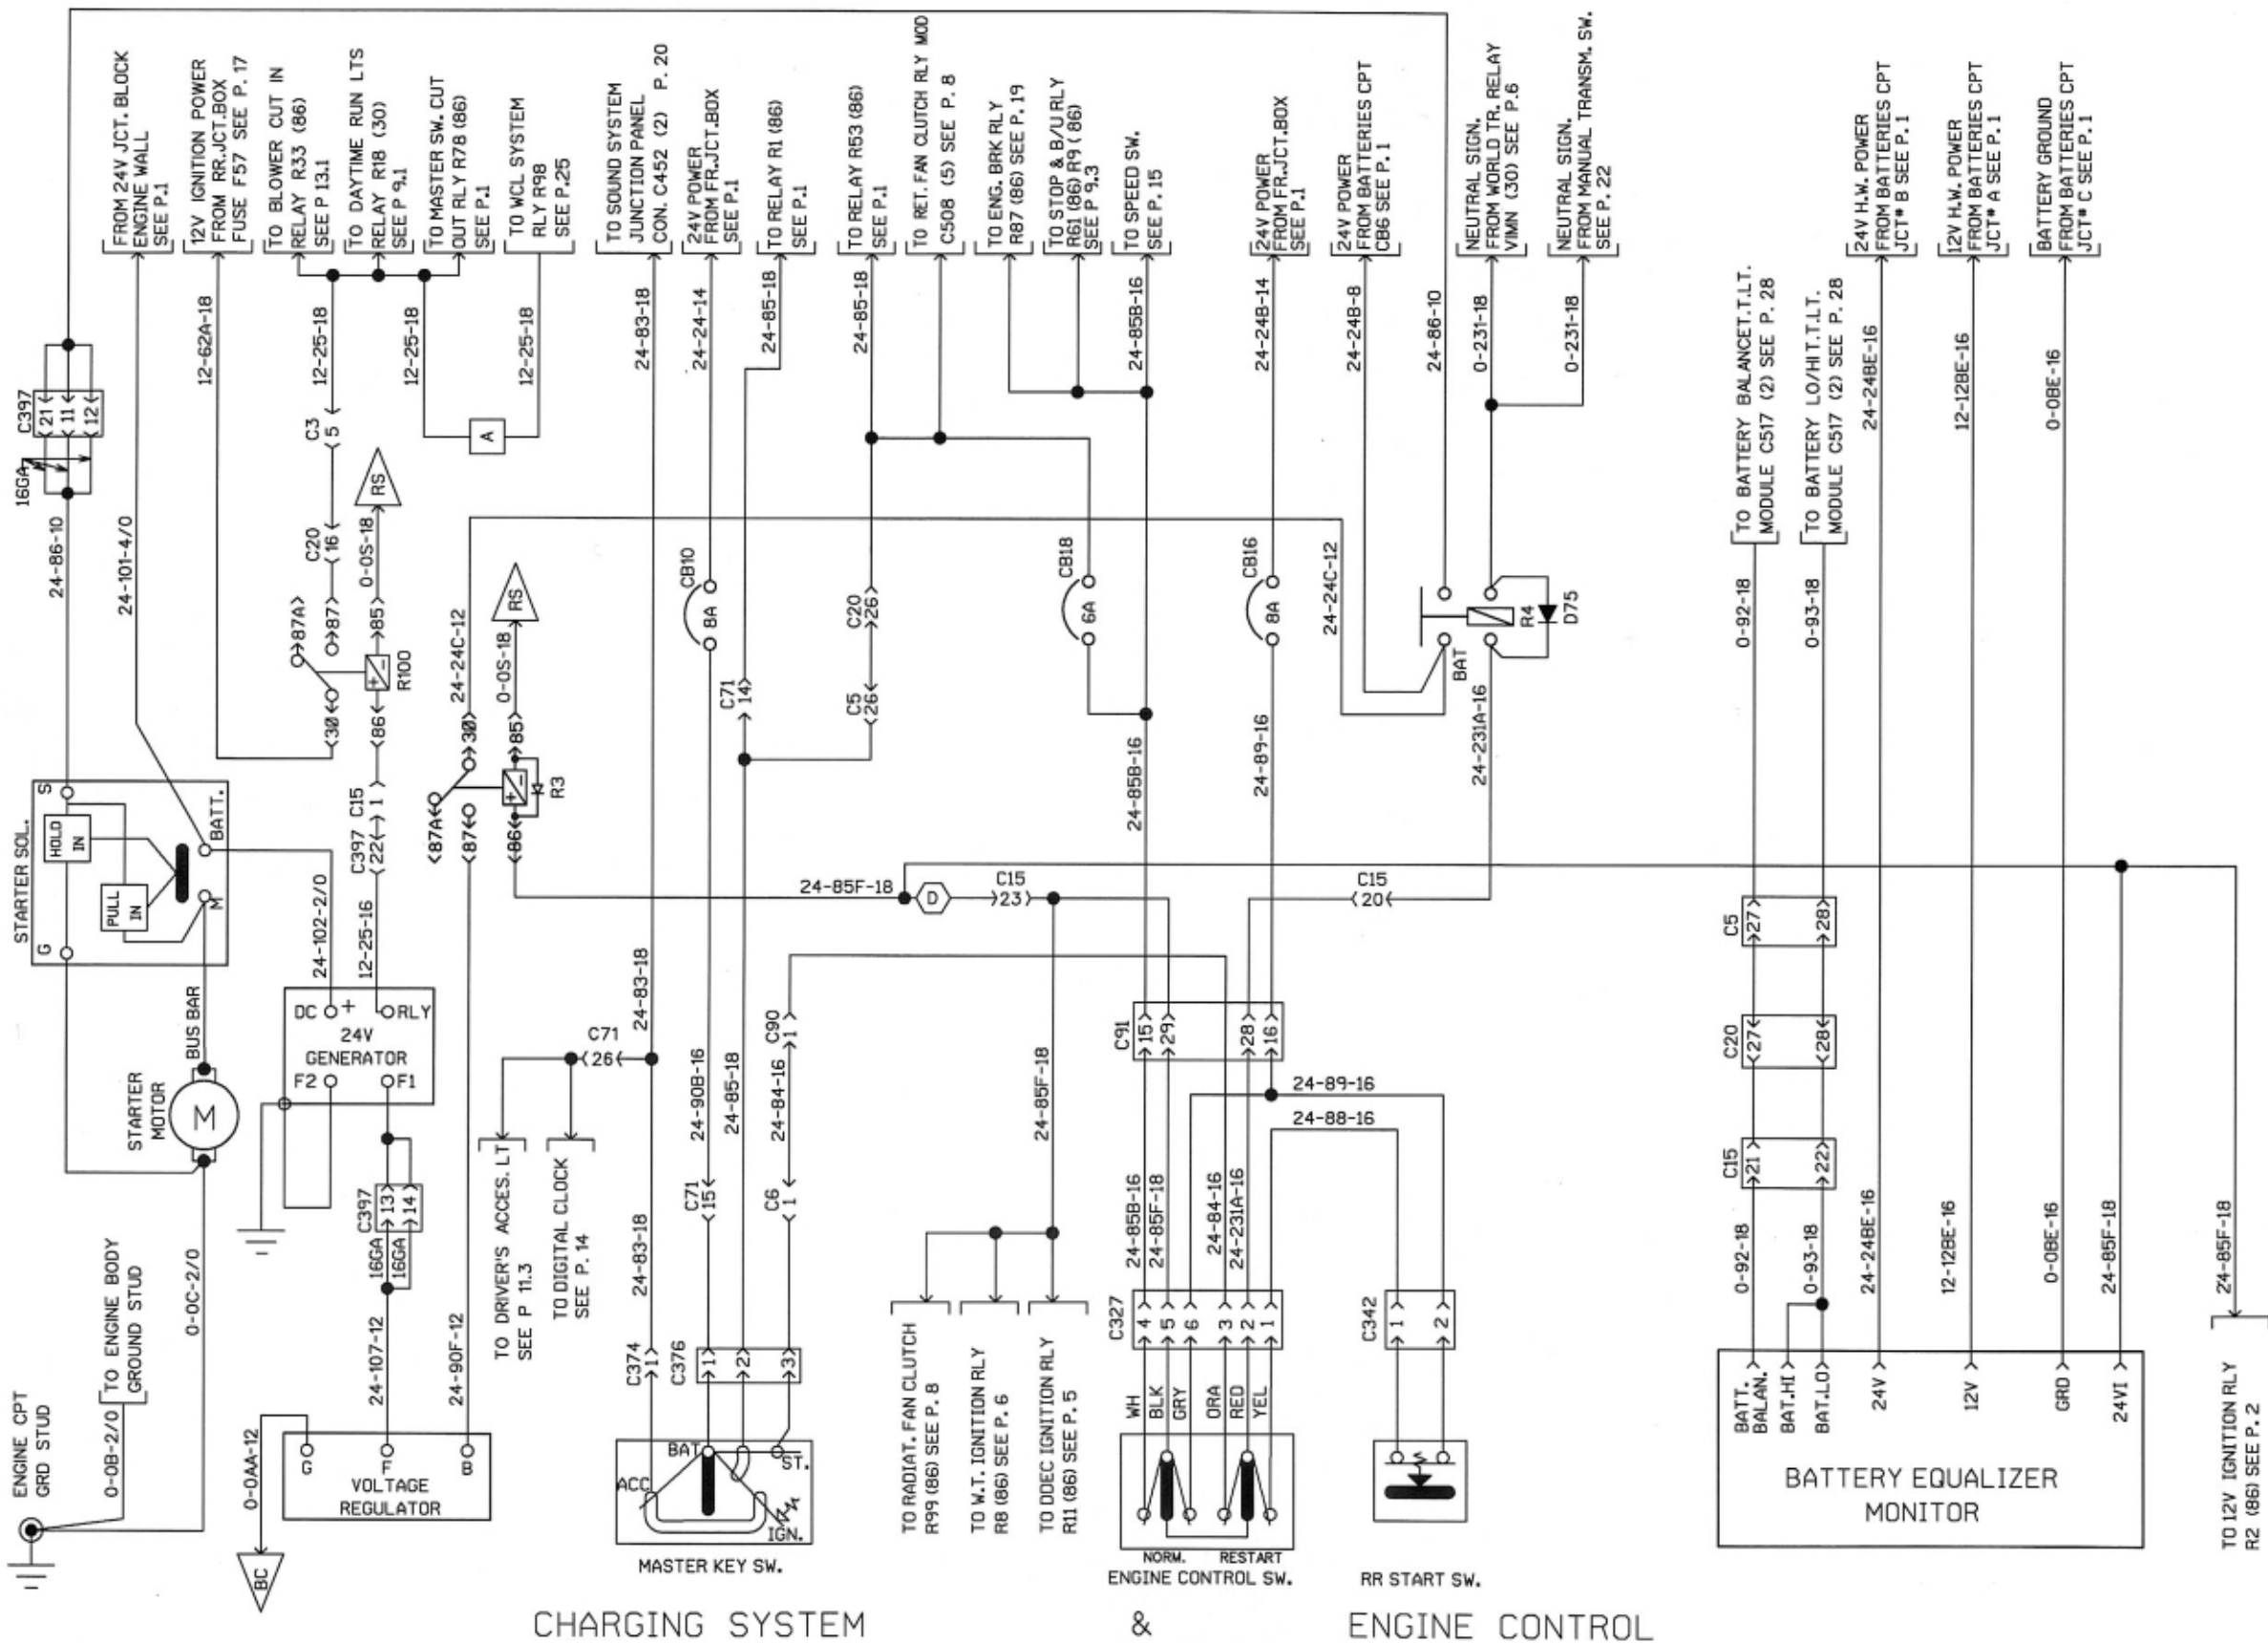 FROM 24V JCT. BLOCK
ENGINE WALL
SEE P.1
12V IGNITION POWER
FROM RR.JCT.BOX
FUSE F57 SEE P. 17
TO BLOWER CUT IN
RELAY R33 (86)
SEE P 13.1
TO DAYTIME RUN LTS
RELAY R18 (30)
SEE P 9.1
TO MASTER SW. CUT
OUT RLY R78 (86)
SEE P.1
TO WCL SYSTEM
RLY R98
SEE P.25
TO SOUND SYSTEM
JUNCTION PANEL
CON. C452 (2) P. 20
24V POWER
FROM FR.JCT.BOX
SEE P.1
TO RELAY R1 (86)
SEE P.1
TO RELAY R53 (86)
SEE P.1
TO RET. FAN CLUTCH RLY MOD
C508 (5) SEE P. 8
TO ENG. BRK RLY
R87 (86) SEE P. 19
TO STOP & B/U RLY
R61 (86) R9 ( 86)
SEE P 9.3
TO SPEED SW.
SEE P. 15
24V POWER
FROM FR.JCT.BOX
SEE P.1
24V POWER
FROM BATTERIES CPT
CB6 SEE P. 1
NEUTRAL SIGN.
FROM WORLD TR. RELAY
VIMN (30) SEE P.6
NEUTRAL SIGN.
FROM MANUAL TRANSM. SW.
SEE P. 22
24V H.W. POWER
FROM BATTERIES CPT
JCT# B SEE P. 1
12V H.W. POWER
FROM BATTERIES CPT
JCT# A SEE P. 1
BATTERY GROUND
FROM BATTERIES CPT
JCT# C SEE P. 1
TO BATTERY BALANCET.T.LT.
MODULE C517 (2) SEE P. 28
TO BATTERY LO/HIT.T.LT.
MODULE C517 (2) SEE P. 28
C397
21
11
12
16GA
24-86-10
24-101-4/0
12-62A-18
12-25-18
12-25-18
12-25-18
C3
5
C20
16
RS
0-0S-18
A
24-83-18
24-24-14
24-85-18
24-85-18
24-85B-16
24-24B-14
24-24B-8
24-86-10
0-231-18
0-231-18
24-24BE-16
12-12BE-16
0-0BE-16
87A
87
85
30
86
R100
24-24C-12
0-0S-18
RS
CB10
8A
C71
14
C20
26
C5
26
CB18
6A
CB16
8A
24-24C-12
BAT
R4
D75
0-92-18
0-93-18
STARTER SOL.
S
HOLD
IN
PULL
IN
G
M
BATT.
C15
1
C397
22
87A
87
30
85
86
R3
24-85B-16
24-85B-16
24-89-16
24-231A-16
24-102-2/0
12-25-16
BUS BAR
STARTER
MOTOR
M
DC
+
RLY
24V
GENERATOR
F2
F1
24-85F-18
D
C15
23
C15
20
24-83-18
C71
26
24-90B-16
24-85-18
C90
1
24-84-16
24-85F-18
C91
15
29
28
16
24-89-16
24-88-16
C5
27
28
C20
27
28
C15
21
22
TO ENGINE BODY
GROUND STUD
0-0C-2/0
C397
13
14
16GA
16GA
TO DRIVER'S ACCES. LT
SEE P 11.3
TO DIGITAL CLOCK
SEE P. 14
24-83-18
C71
15
C6
1
24-85B-16
24-85F-18
24-84-16
24-231A-16
0-92-18
0-93-18
24-24BE-16
12-12BE-16
0-0BE-16
24-85F-18
24-85F-18
ENGINE CPT
GRD STUD
0-0B-2/0
24-107-12
24-90F-12
C374
1
C376
1
2
3
TO RADIAT. FAN CLUTCH
R99 (86) SEE P. 8
TO W.T. IGNITION RLY
R8 (86) SEE P. 6
TO DDEC IGNITION RLY
R11 (86) SEE P. 5
C327
4
5
6
3
2
1
C342
1
2
WH
BLK
GRY
ORA
RED
YEL
0-0AA-12
BC
G
F
B
VOLTAGE
REGULATOR
ACC
BAT
ST.
IGN.
MASTER KEY SW.
NORM.
RESTART
ENGINE CONTROL SW.
RR START SW.
BATT.
BALAN.
BAT.HI
BAT.LO
24V
12V
GRD
24VI
BATTERY EQUALIZER
MONITOR
TO 12V IGNITION RLY
R2 (86) SEE P. 2
CHARGING SYSTEM & ENGINE CONTROL